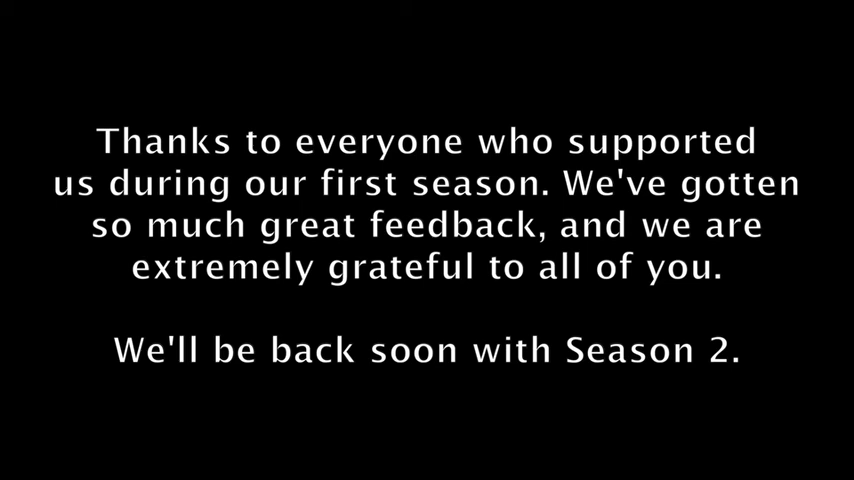 Thanks to everyone who supported
us during our first season. We've gotten
so much great feedback, and we are
extremely grateful to all of you.
We'll be back soon with Season 2.